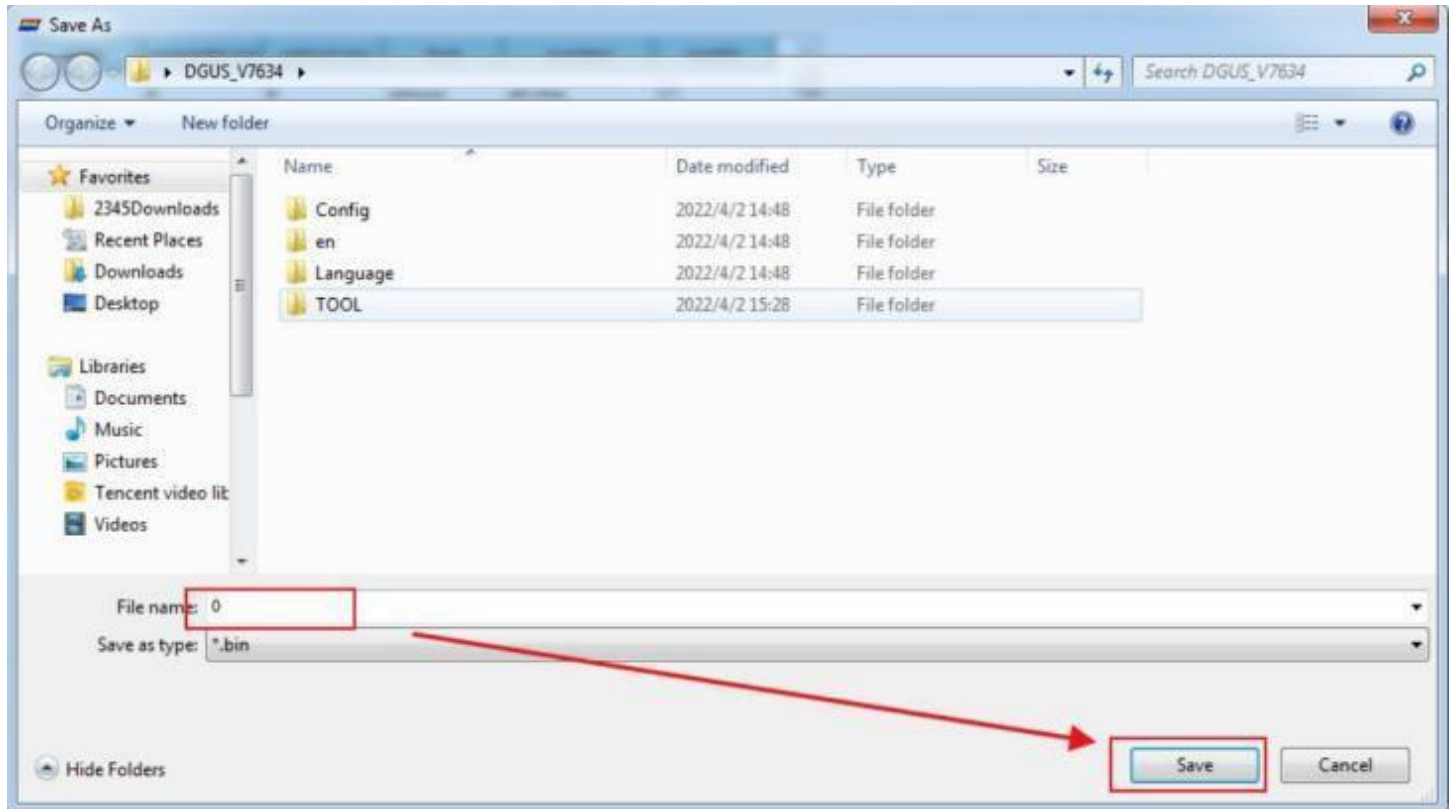 Save As
DGUS_V7634
Search DGUS_V7634
Organize New folder
Name Date modified Type Size
Favorites
2345Downloads
Recent Places
Downloads
Desktop
Libraries
Documents
Music
Pictures
Tencent video lib
Videos
Config 2022/4/2 14:48 File folder
en 2022/4/2 14:48 File folder
Language 2022/4/2 14:48 File folder
TOOL 2022/4/2 15:28 File folder
File name: 0
Save as type: *.bin
Hide Folders
Save Cancel